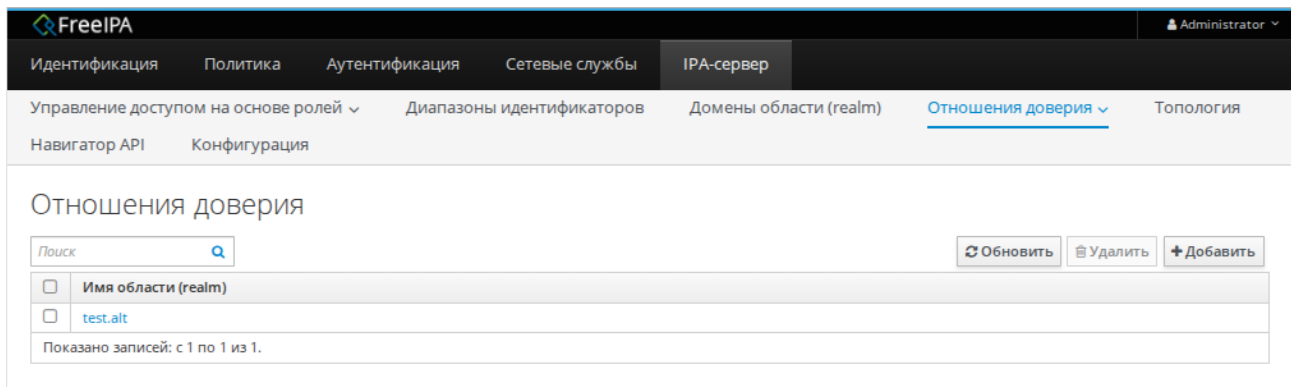 FreeIPA Administrator
Идентификация Политика Аутентификация Сетевые службы IPA-сервер
Управление доступом на основе ролей Диапазоны идентификаторов Домены области (realm) Отношения доверия Топология
Навигатор API Конфигурация
Отношения доверия
Поиск Обновить Удалить Добавить
Имя области (realm)
test.alt
Показано записей: с 1 по 1 из 1.